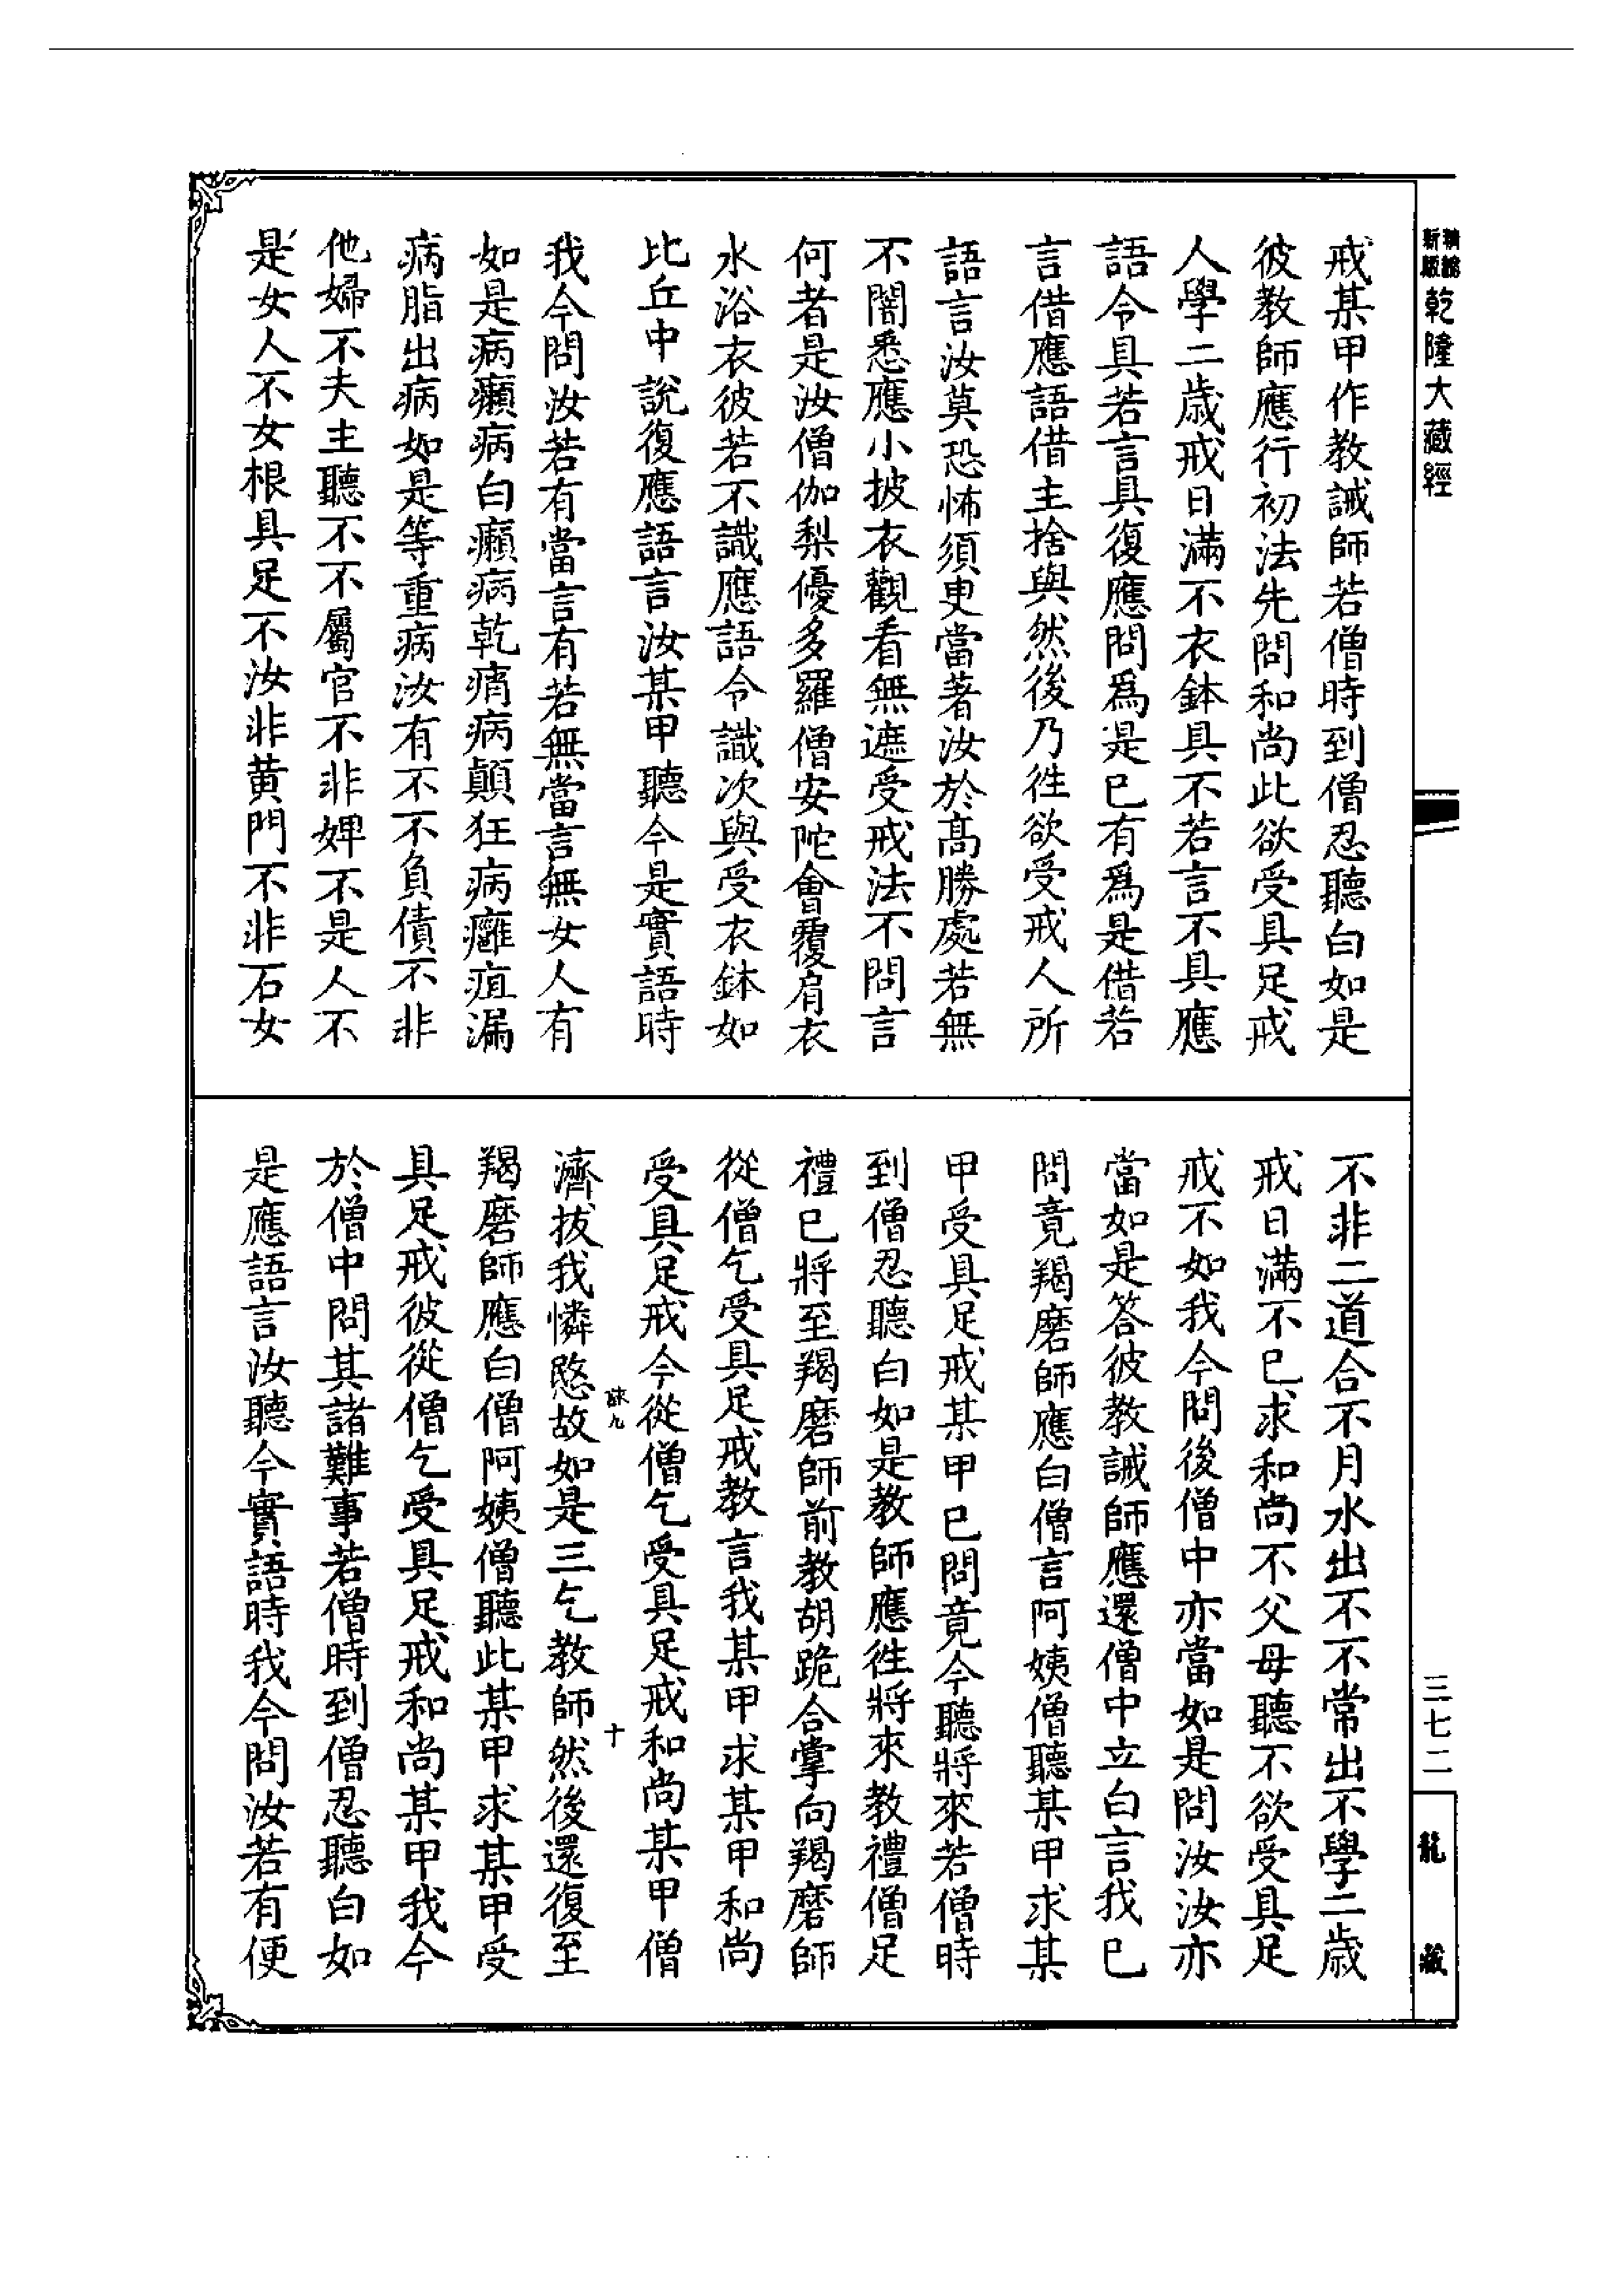 新版 精縮
乾隆大藏經
戒某甲作教誡師若僧時到僧忍聽白如是
彼教師應行初法先問和尚此欲受具足戒
人學二歲戒日滿不衣鉢具不若言不具應
語令具若言具復應問爲是已有爲是借若
言借應語借主捨與然後乃徃欲受戒人所
語言汝莫恐怖須臾當著汝於髙勝處若無
不闇悉應小披衣觀看無遮受戒法不問言
何者是汝僧伽梨優多羅僧安陀會覆肩衣
水浴衣彼若不識應語令識次與受衣鉢如
比丘中說復應語言汝某甲聽今是實語時
我今問汝若有當言有若無當言無女人有
如是病癩病白癩病乾痟病顛狂病癰疽漏
病脂出病如是等重病汝有不不負債不非
他婦不夫主聽不不屬官不非婢不是人不
是女人不女根具足不汝非黄門不非石女
不非二道合不月水出不不常出不學二歲
戒日滿不已求和尚不父母聽不欲受具足
戒不如我今問後僧中亦當如是問汝汝亦
當如是答彼教誡師應還僧中立白言我已
問竟羯磨師應白僧言阿姨僧聽某甲求某
甲受具足戒某甲已問竟今聽將來若僧時
到僧忍聽白如是教師應徃將來教禮僧足
禮已將至羯磨師前教胡跪合掌向羯磨師
從僧乞受具足戒教言我某甲求某甲和尚
受具足戒今從僧乞受具足戒和尚某甲僧
濟拔我憐愍故如是三乞教師然後還復至
羯磨師應白僧阿姨僧聽此某甲求某甲受
具足戒彼從僧乞受具足戒和尚某甲我今
於僧中問其諸難事若僧時到僧忍聽白如
是應語言汝聽今實語時我今問汝若有便
十
三七二
龍藏